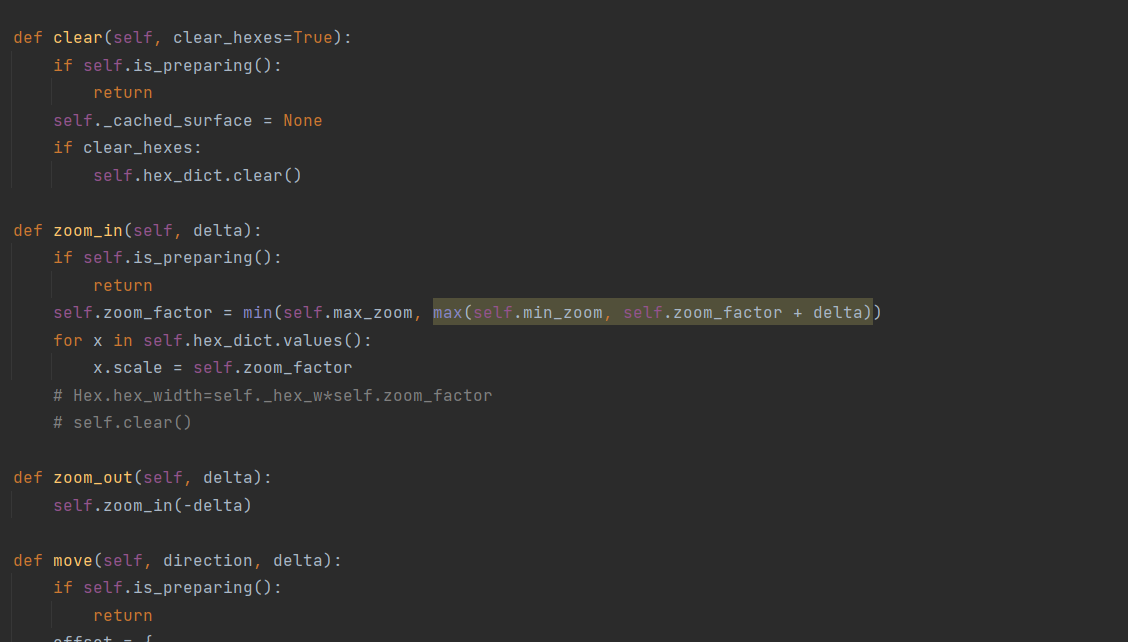 def clear(self, clear_hexes=True):
    if self.is_preparing():
        return
    self._cached_surface = None
    if clear_hexes:
        self.hex_dict.clear()

def zoom_in(self, delta):
    if self.is_preparing():
        return
    self.zoom_factor = min(self.max_zoom, max(self.min_zoom, self.zoom_factor + delta))
    for x in self.hex_dict.values():
        x.scale = self.zoom_factor
    # Hex.hex_width=self._hex_w*self.zoom_factor
    # self.clear()

def zoom_out(self, delta):
    self.zoom_in(-delta)

def move(self, direction, delta):
    if self.is_preparing():
        return
    offset = {